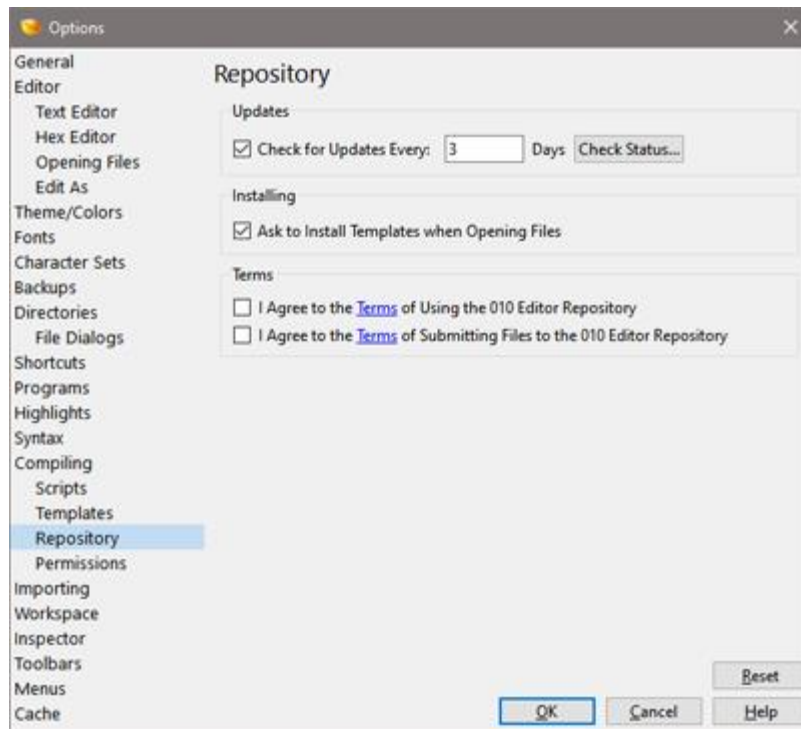 Options
General
Editor
Text Editor
Hex Editor
Opening Files
Edit As
Theme/Colors
Fonts
Character Sets
Backups
Directories
File Dialogs
Shortcuts
Programs
Highlights
Syntax
Compiling
Scripts
Templates
Repository
Permissions
Importing
Workspace
Inspector
Toolbars
Menus
Cache
Repository
Updates
Check for Updates Every: 3 Days Check Status...
Installing
Ask to Install Templates when Opening Files
Terms
I Agree to the Terms of Using the 010 Editor Repository
I Agree to the Terms of Submitting Files to the 010 Editor Repository
Reset
OK Cancel Help